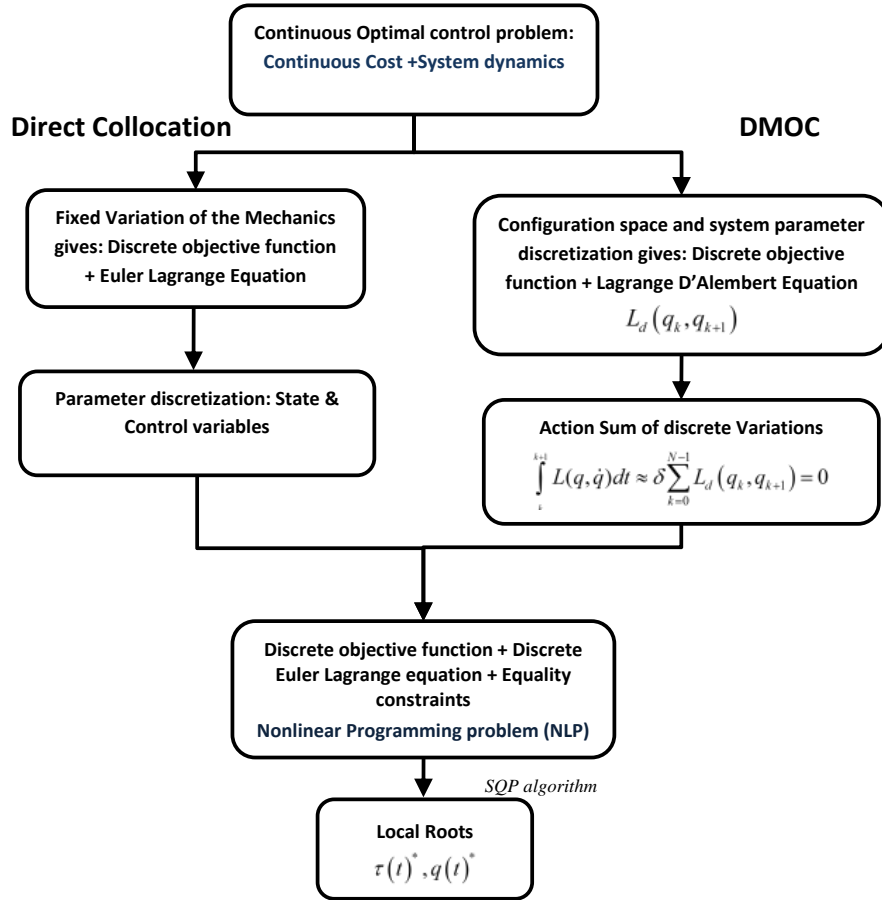 Continuous Optimal control problem:
Continuous Cost +System dynamics
Direct Collocation
DMOC
Fixed Variation of the Mechanics
gives: Discrete objective function
+ Euler Lagrange Equation
Configuration space and system parameter
discretization gives: Discrete objective
function + Lagrange D’Alembert Equation
L_d(q_k, q_{k+1})
Parameter discretization: State &
Control variables
Action Sum of discrete Variations
∫_k^{k+1} L(q, q̇)dt ≈ δ∑_{k=0}^{N−1} L_d(q_k, q_{k+1}) = 0
Discrete objective function + Discrete
Euler Lagrange equation + Equality
constraints
Nonlinear Programming problem (NLP)
SQP algorithm
Local Roots
τ(t)^*, q(t)^*